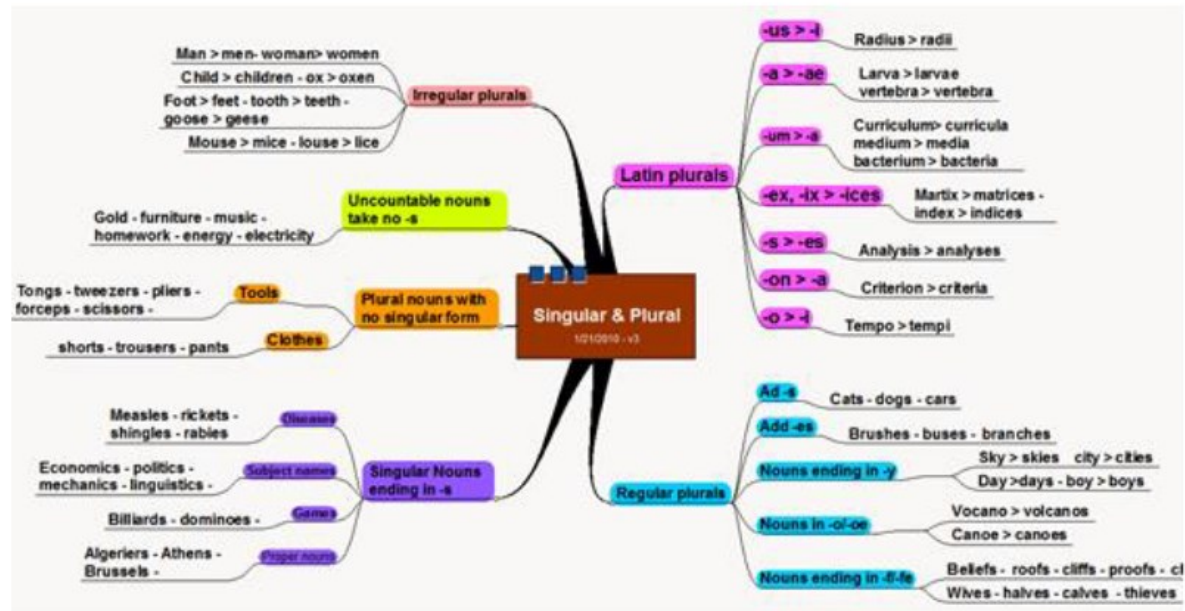 Singular & Plural
1/21/2010 - v3
Irregular plurals
Man > men- woman> women
Child > children - ox > oxen
Foot > feet - tooth > teeth -
goose > geese
Mouse > mice - louse > lice
Uncountable nouns
take no -s
Gold - furniture - music -
homework - energy - electricity
Plural nouns with
no singular form
Tools
Tongs - tweezers - pliers -
forceps - scissors -
Clothes
shorts - trousers - pants
Singular Nouns
ending in -s
Diseases
Measles - rickets -
shingles - rabies
Subject names
Economics - politics -
mechanics - linguistics -
Games
Billiards - dominoes -
Proper nouns
Algeriers - Athens -
Brussels -
Latin plurals
-us > -i
Radius > radii
-a > -ae
Larva > larvae
vertebra > vertebra
-um > -a
Curriculum> curricula
medium > media
bacterium > bacteria
-ex, -ix > -ices
Martix > matrices -
index > indices
-s > -es
Analysis > analyses
-on > -a
Criterion > criteria
-o > -i
Tempo > tempi
Regular plurals
Ad -s
Cats - dogs - cars
Add -es
Brushes - buses - branches
Nouns ending in -y
Sky > skies city > cities
Day >days - boy > boys
Nouns in -o/-oe
Vocano > volcanos
Canoe > canoes
Nouns ending in -f/-fe
Beliefs - roofs - cliffs - proofs -
Wives - halves - calves - thieves